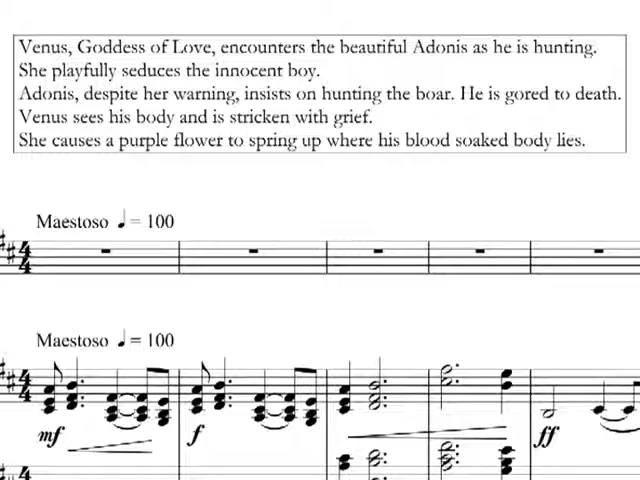 Venus, Goddess of Love, encounters the beautiful Adonis as he is hunting.
She playfully seduces the innocent boy.
Adonis, despite her warning, insists on hunting the boar. He is gored to death.
Venus sees his body and is stricken with grief.
She causes a purple flower to spring up where his blood soaked body lies.
Maestoso ♩ = 100
Maestoso ♩ = 100
mf f ff